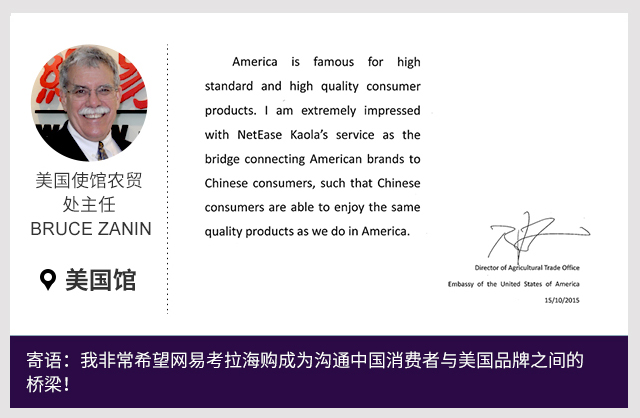 美国使馆农贸
处主任
BRUCE ZANIN
美国馆
America is famous for high
standard and high quality consumer
products. I am extremely impressed
with NetEase Kaola's service as the
bridge connecting American brands to
Chinese consumers, such that Chinese
consumers are able to enjoy the same
quality products as we do in America.
Director of Agricultural Trade Office
Embassy of the United States of America
15/10/2015
寄语：我非常希望网易考拉海购成为沟通中国消费者与美国品牌之间的
桥梁！